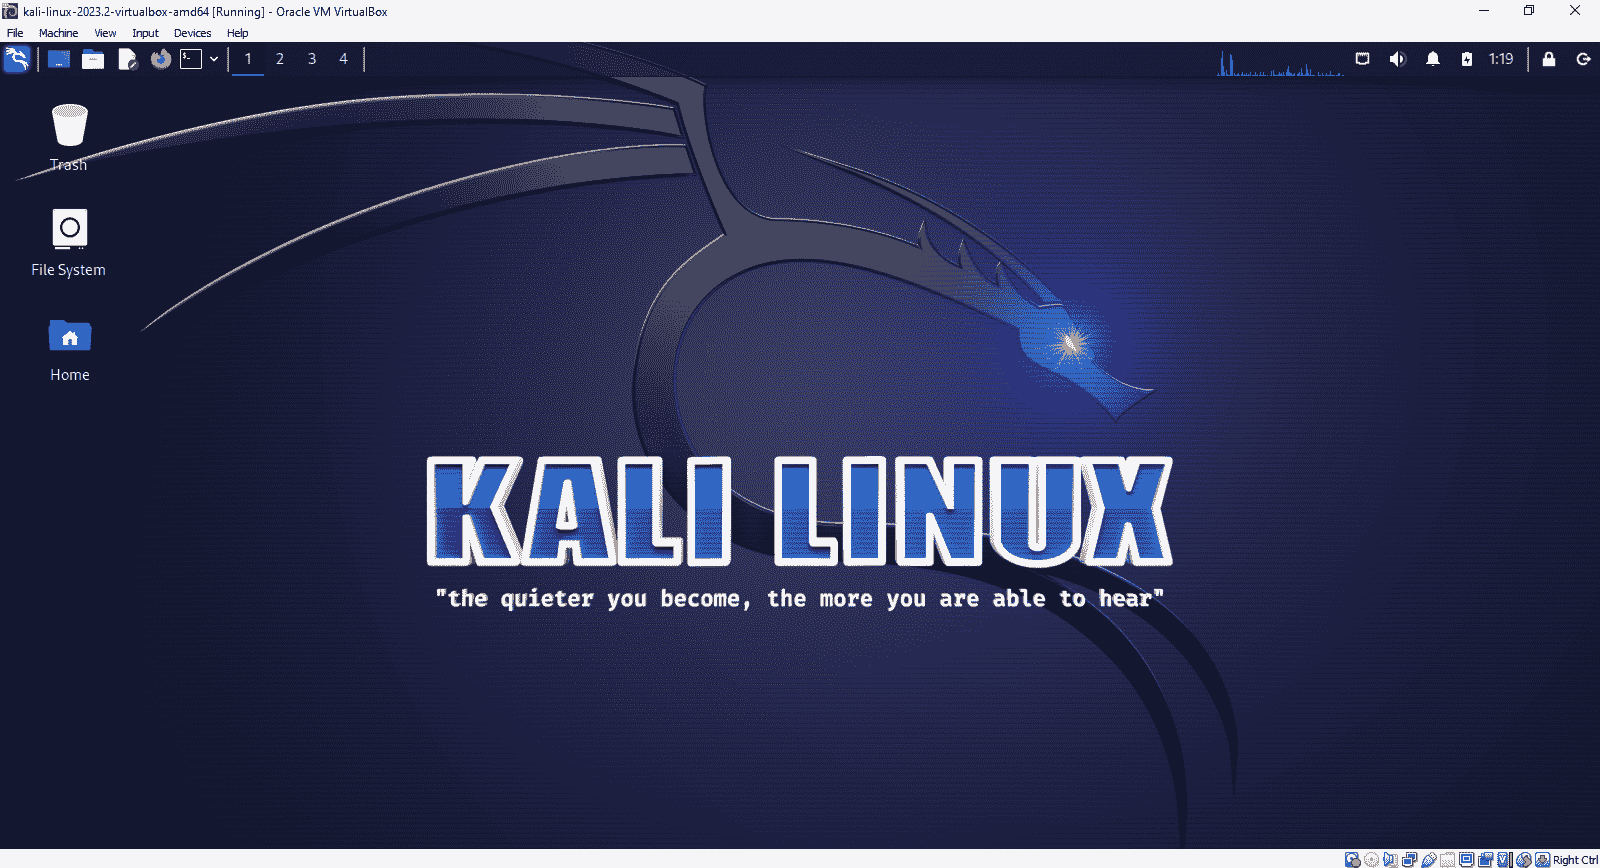 kali-linux-2023.2-virtualbox-amd64 [Running] - Oracle VM VirtualBox
File Machine View Input Devices Help
1 2 3 4 1:19
Trash
File System
Home
KALI LINUX
"the quieter you become, the more you are able to hear"
Right Ctrl